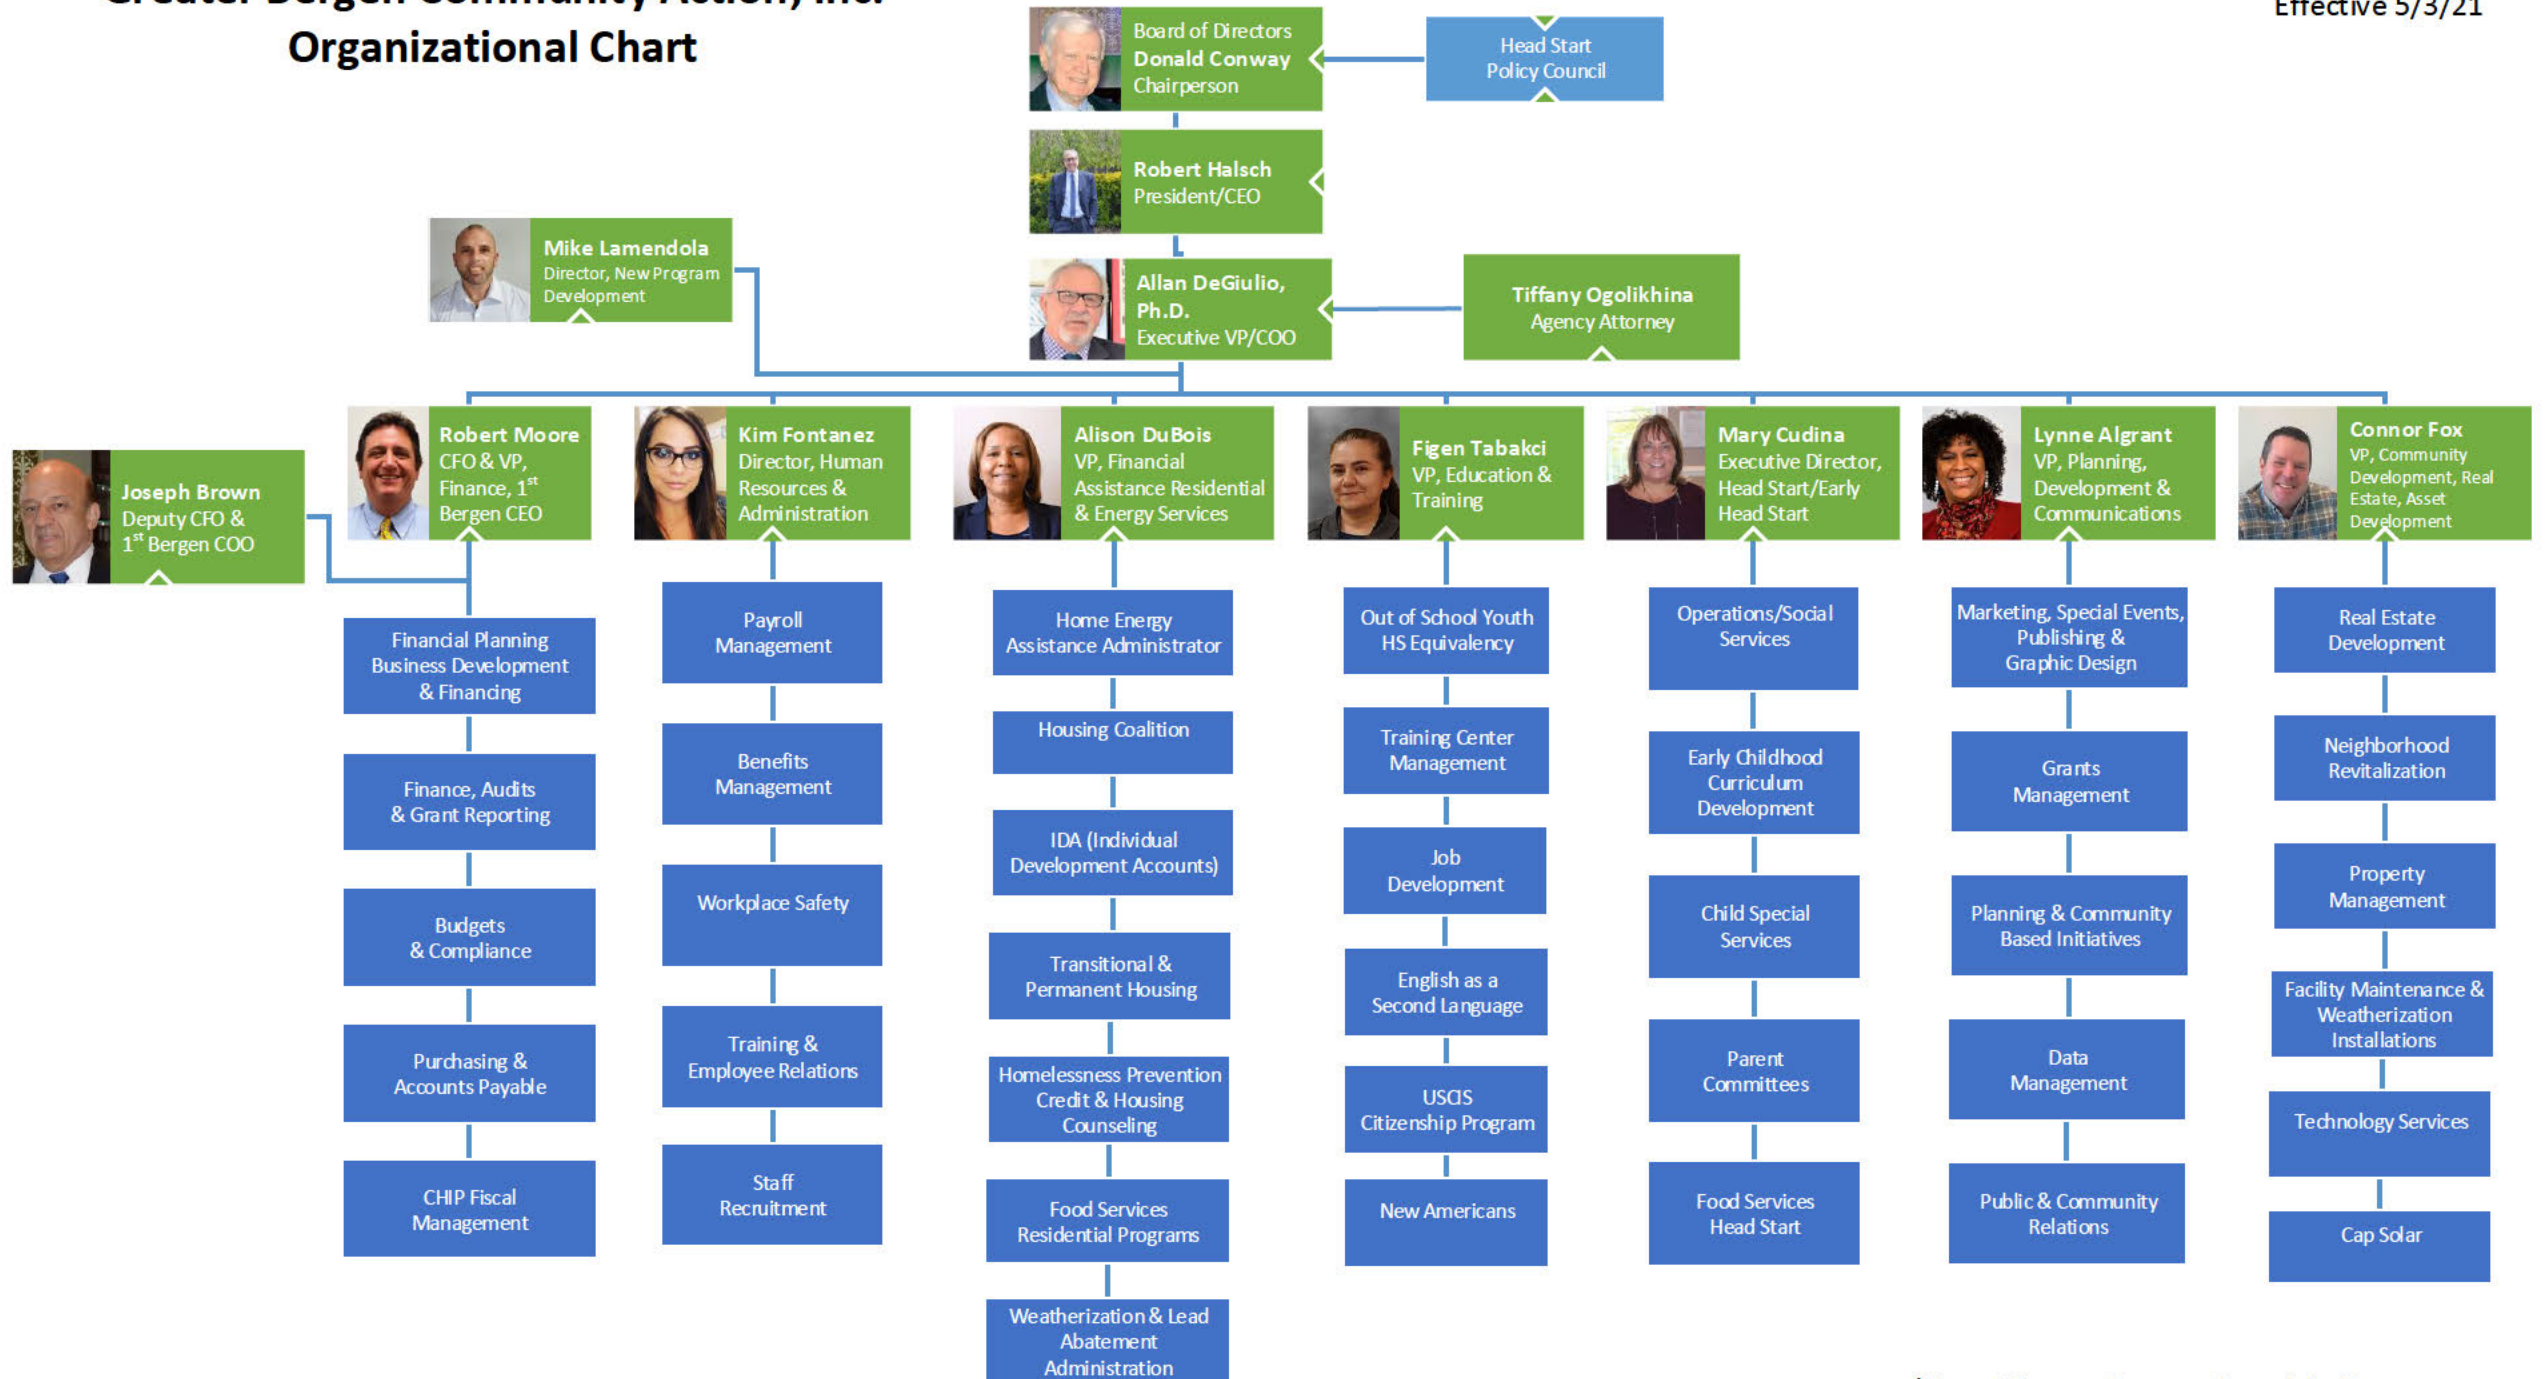 Greater Bergen Community Action, Inc.
Organizational Chart
Effective 5/3/21
Board of Directors
Donald Conway
Chairperson
Head Start
Policy Council
Robert Halsch
President/CEO
Mike Lamendola
Director, New Program
Development
Allan DeGiulio,
Ph.D.
Executive VP/COO
Tiffany Ogolikhina
Agency Attorney
Joseph Brown
Deputy CFO &
1st Bergen COO
Robert Moore
CFO & VP,
Finance, 1st
Bergen CEO
Kim Fontanez
Director, Human
Resources &
Administration
Alison DuBois
VP, Financial
Assistance Residential
& Energy Services
Figen Tabakci
VP, Education &
Training
Mary Cudina
Executive Director,
Head Start/Early
Head Start
Lynne Algrant
VP, Planning,
Development &
Communications
Connor Fox
VP, Community
Development, Real
Estate, Asset
Development
Financial Planning
Business Development
& Financing
Finance, Audits
& Grant Reporting
Budgets
& Compliance
Purchasing &
Accounts Payable
CHIP Fiscal
Management
Payroll
Management
Benefits
Management
Workplace Safety
Training &
Employee Relations
Staff
Recruitment
Home Energy
Assistance Administrator
Housing Coalition
IDA (Individual
Development Accounts)
Transitional &
Permanent Housing
Homelessness Prevention
Credit & Housing
Counseling
Food Services
Residential Programs
Weatherization & Lead
Abatement
Administration
Out of School Youth
HS Equivalency
Training Center
Management
Job
Development
English as a
Second Language
USCIS
Citizenship Program
New Americans
Operations/Social
Services
Early Childhood
Curriculum
Development
Child Special
Services
Parent
Committees
Food Services
Head Start
Marketing, Special Events,
Publishing &
Graphic Design
Grants
Management
Planning & Community
Based Initiatives
Data
Management
Public & Community
Relations
Real Estate
Development
Neighborhood
Revitalization
Property
Management
Facility Maintenance &
Weatherization
Installations
Technology Services
Cap Solar